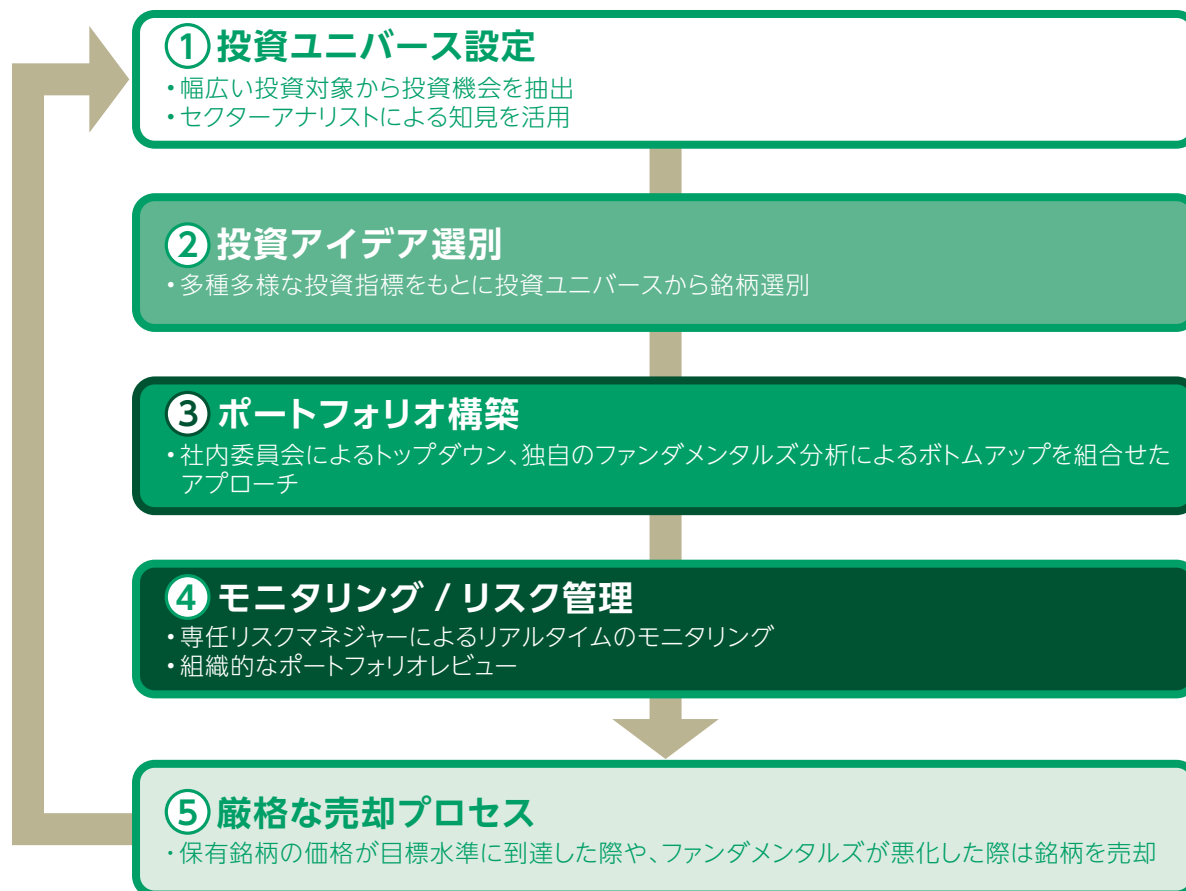 ①投資ユニバース設定
・幅広い投資対象から投資機会を抽出
・セクターアナリストによる知見を活用
②投資アイデア選別
・多種多様な投資指標をもとに投資ユニバースから銘柄選別
③ポートフォリオ構築
・社内委員会によるトップダウン、独自のファンダメンタルズ分析によるボトムアップを組合せた
アプローチ
④モニタリング / リスク管理
・専任リスクマネジャーによるリアルタイムのモニタリング
・組織的なポートフォリオレビュー
⑤厳格な売却プロセス
・保有銘柄の価格が目標水準に到達した際や、ファンダメンタルズが悪化した際は銘柄を売却